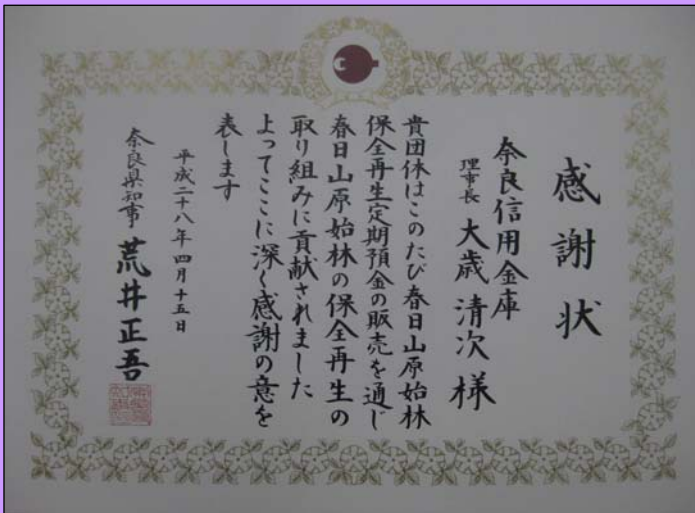 感謝状
奈良信用金庫
理事長 大歳清次様
貴団体はこのたび春日山原始林
保全再生定期預金の販売を通じ
春日山原始林の保全再生の
取り組みに貢献されました
よってここに深く感謝の意を
表します
平成二十八年四月十五日
奈良県知事 荒井正吾